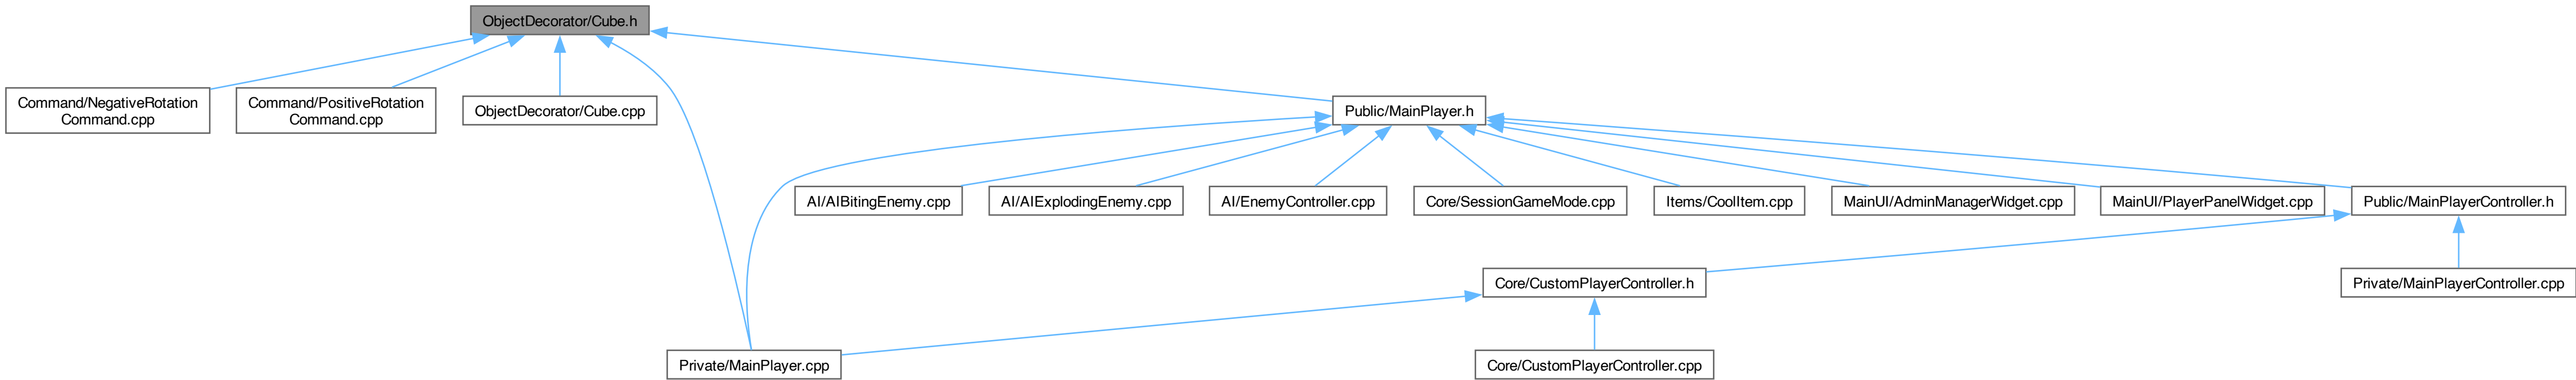 ObjectDecorator/Cube.h
Command/NegativeRotation
Command.cpp
Command/PositiveRotation
Command.cpp
ObjectDecorator/Cube.cpp
Public/MainPlayer.h
AI/AIBitingEnemy.cpp
AI/AIExplodingEnemy.cpp
AI/EnemyController.cpp
Core/SessionGameMode.cpp
Items/CoolItem.cpp
MainUI/AdminManagerWidget.cpp
MainUI/PlayerPanelWidget.cpp
Public/MainPlayerController.h
Core/CustomPlayerController.h
Private/MainPlayerController.cpp
Private/MainPlayer.cpp
Core/CustomPlayerController.cpp